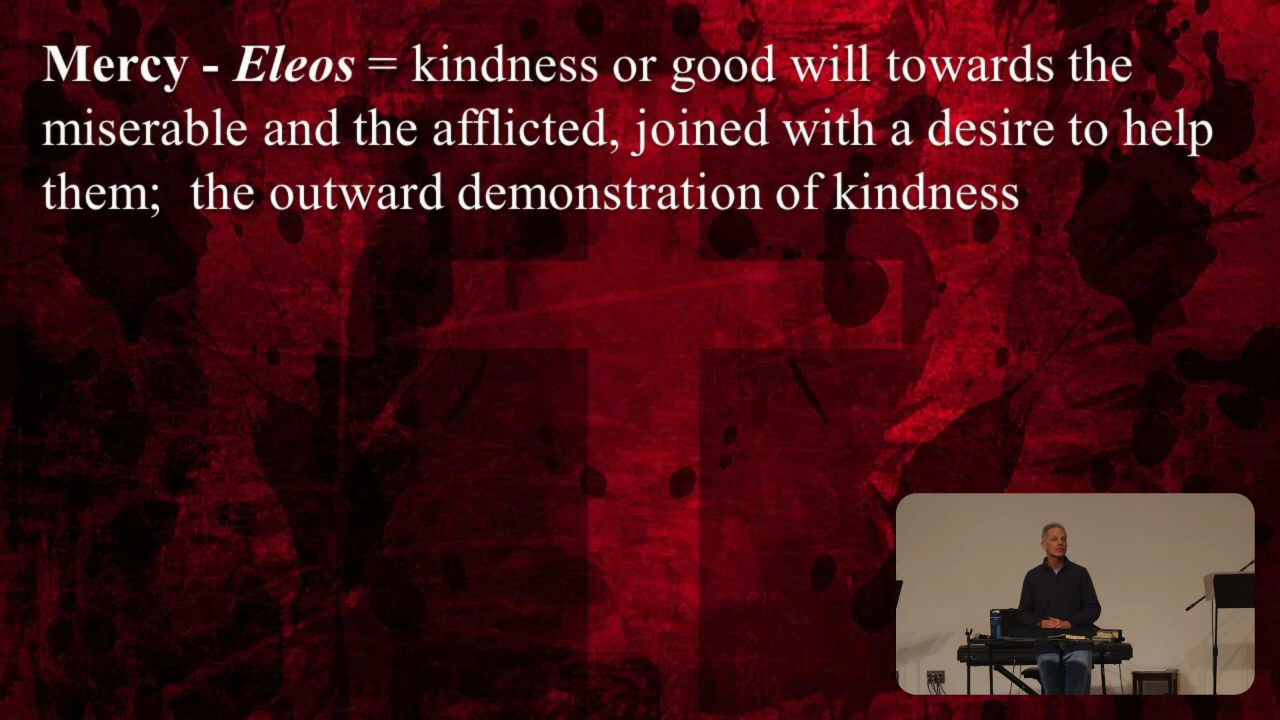 Mercy - Eleos = kindness or good will towards the
miserable and the afflicted, joined with a desire to help
them;  the outward demonstration of kindness